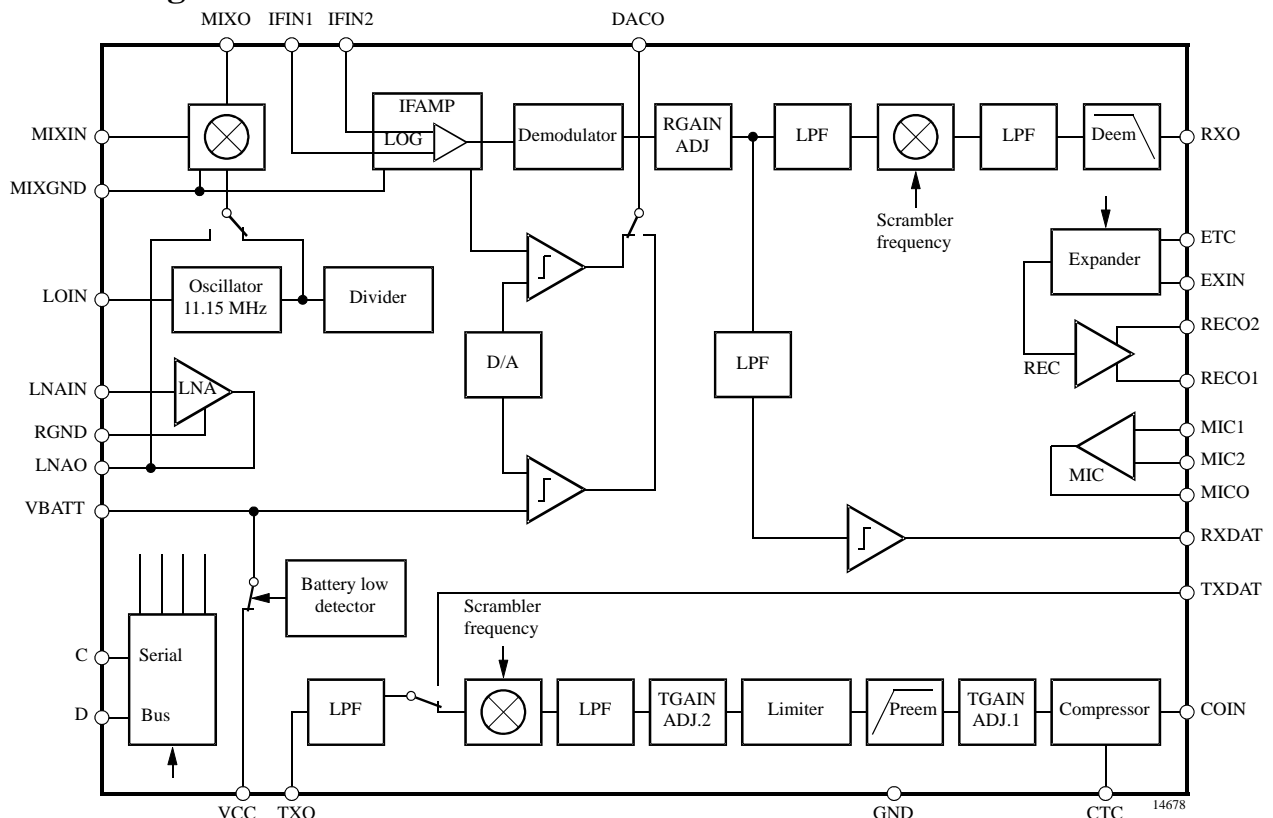 MIXO IFIN1 IFIN2 DACO
MIXIN
IFAMP
LOG
Demodulator
RGAIN
ADJ
LPF
LPF
Deem
RXO
MIXGND
Scrambler
frequency
ETC
Expander
EXIN
LOIN
Oscillator
11.15 MHz
Divider
RECO2
D/A
LPF
REC
RECO1
LNAIN
LNA
RGND
MIC1
LNAO
MIC2
MIC
MICO
VBATT
RXDAT
Battery low
detector
TXDAT
Scrambler
frequency
C
Serial
D
Bus
LPF
LPF
TGAIN
ADJ.2
Limiter
Preem
TGAIN
ADJ.1
Compressor
COIN
VCC TXO GND CTC
14678